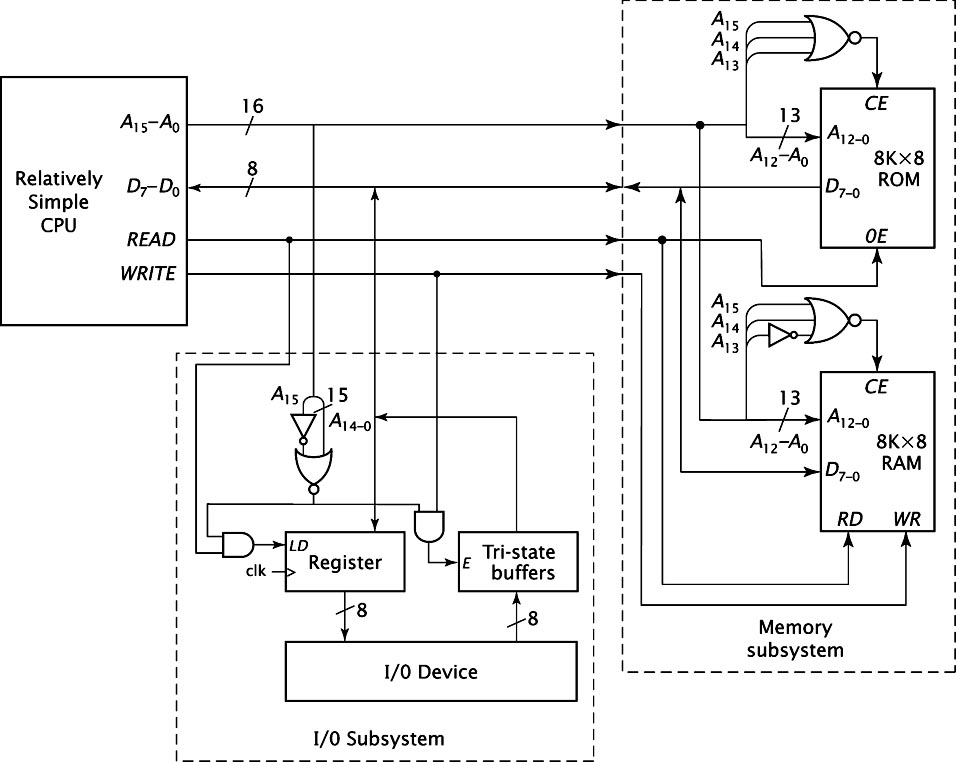 A15
A14
A13
CE
16
A15–A0
13
A12–A0
A12–0
8K×8
ROM
Relatively
Simple
CPU
8
D7–D0
D7–0
READ
0E
WRITE
A15
A14
A13
CE
A15
15
A14–0
13
A12–A0
A12–0
8K×8
RAM
D7–0
RD WR
LD
clk
Register
E
Tri-state
buffers
8
8
I/0 Device
Memory
subsystem
I/0 Subsystem